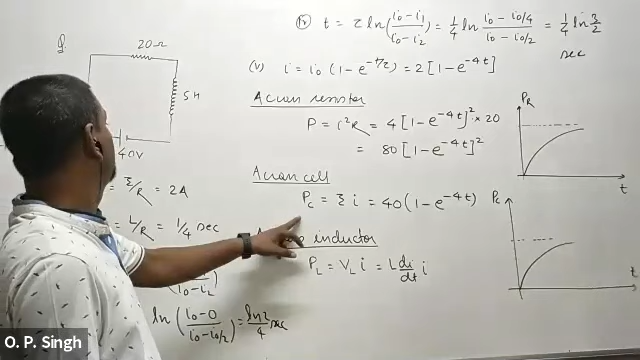 (iv) t = τ ln(i₀-i₁/i₀-i₂) = 1/4 ln i₀-i₀/4/i₀-i₀/2 = 1/4 ln 3/2
sec
Q.
20Ω
5H
40V
(v) i = i₀(1-e^-t/τ) = 2[1-e^-4t]
Across resistor
P = i²R = 4[1-e^-4t]² × 20
= 80[1-e^-4t]²
P_R
t
Across cell
P_C = ξ i = 40(1-e^-4t)
P_C
t
= ξ/R = 2A
= L/R = 1/4 sec
inductor
P_L = V_L i = L di/dt i
i₀-i₂
ln(i₀-0/i₀-i₀/2) = ln2/4 sec
O. P. Singh